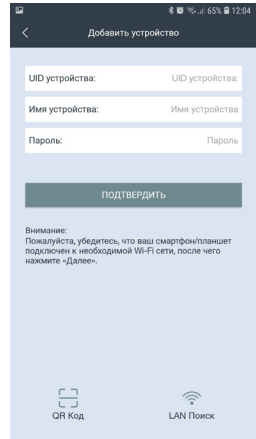 65% 12:04
Добавить устройство
UID устройства: UID устройства:
Имя устройства: Имя устройства
Пароль: Пароль
ПОДТВЕРДИТЬ
Внимание:
Пожалуйста, убедитесь, что ваш смартфон/планшет
подключен к необходимой Wi-Fi сети, после чего
нажмите «Далее».
QR Код LAN Поиск